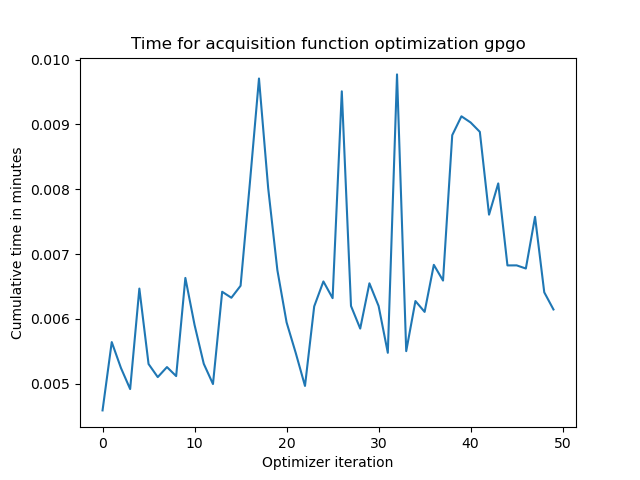 Time for acquisition function optimization gpgo
0.010
0.009
0.008
0.007
0.006
0.005
Cumulative time in minutes
0 10 20 30 40 50
Optimizer iteration